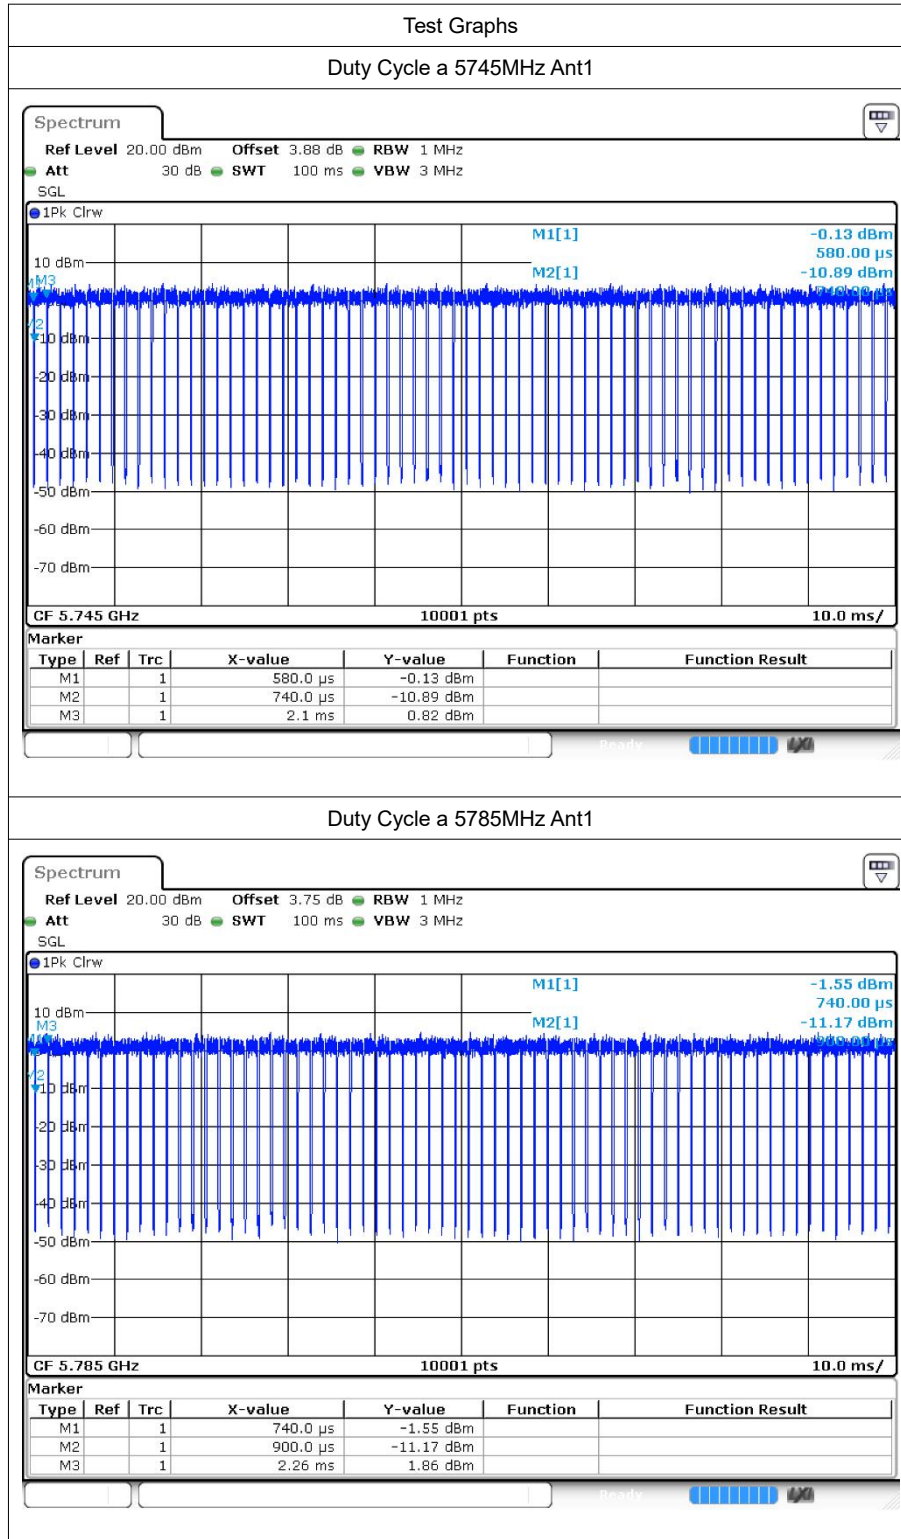 Test Graphs
Duty Cycle a 5745MHz Ant1
Spectrum
Ref Level 20.00 dBm Offset 3.88 dB RBW 1 MHz
Att 30 dB SWT 100 ms VBW 3 MHz
SGL
1Pk Clrw
M1[1] -0.13 dBm
580.00 µs
10 dBm
M2[1] -10.89 dBm
M3
-10 dBm
-20 dBm
-30 dBm
-40 dBm
-50 dBm
-60 dBm
-70 dBm
CF 5.745 GHz 10001 pts 10.0 ms/
Marker
Type Ref Trc X-value Y-value Function Function Result
M1 1 580.0 µs -0.13 dBm
M2 1 740.0 µs -10.89 dBm
M3 1 2.1 ms 0.82 dBm
Ready LXI
Duty Cycle a 5785MHz Ant1
Spectrum
Ref Level 20.00 dBm Offset 3.75 dB RBW 1 MHz
Att 30 dB SWT 100 ms VBW 3 MHz
SGL
1Pk Clrw
M1[1] -1.55 dBm
740.00 µs
10 dBm
M3 M2[1] -11.17 dBm
-10 dBm
-20 dBm
-30 dBm
-40 dBm
-50 dBm
-60 dBm
-70 dBm
CF 5.785 GHz 10001 pts 10.0 ms/
Marker
Type Ref Trc X-value Y-value Function Function Result
M1 1 740.0 µs -1.55 dBm
M2 1 900.0 µs -11.17 dBm
M3 1 2.26 ms 1.86 dBm
Ready LXI